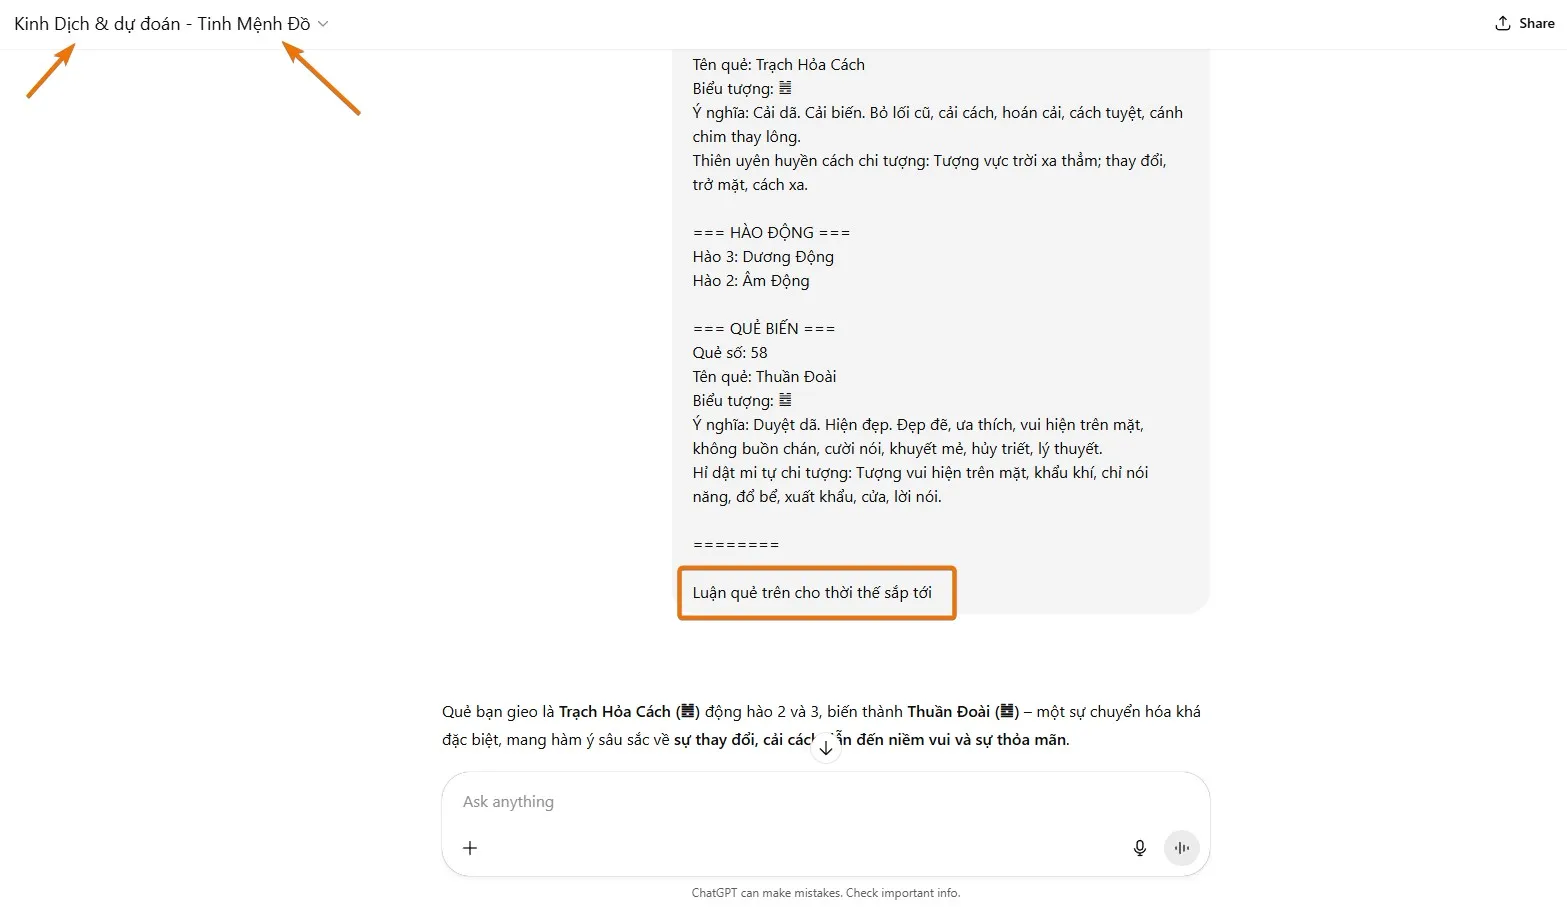 Kinh Dịch & dự đoán - Tinh Mệnh Đồ
Share
Tên quẻ: Trạch Hỏa Cách
Biểu tượng: ䷰
Ý nghĩa: Cải dã. Cải biến. Bỏ lối cũ, cải cách, hoán cải, cách tuyệt, cánh
chim thay lông.
Thiên uyên huyền cách chi tượng: Tượng vực trời xa thẳm; thay đổi,
trở mặt, cách xa.
=== HÀO ĐỘNG ===
Hào 3: Dương Động
Hào 2: Âm Động
=== QUẺ BIẾN ===
Quẻ số: 58
Tên quẻ: Thuần Đoài
Biểu tượng: ䷹
Ý nghĩa: Duyệt dã. Hiện đẹp. Đẹp đẽ, ưa thích, vui hiện trên mặt,
không buồn chán, cười nói, khuyết mẻ, hủy triết, lý thuyết.
Hỉ dật mi tự chi tượng: Tượng vui hiện trên mặt, khẩu khí, chỉ nói
năng, đổ bể, xuất khẩu, cửa, lời nói.
========
Luận quẻ trên cho thời thế sắp tới
Quẻ bạn gieo là Trạch Hỏa Cách (䷰) động hào 2 và 3, biến thành Thuần Đoài (䷹) – một sự chuyển hóa khá
đặc biệt, mang hàm ý sâu sắc về sự thay đổi, cải cách đến niềm vui và sự thỏa mãn.
Ask anything
ChatGPT can make mistakes. Check important info.